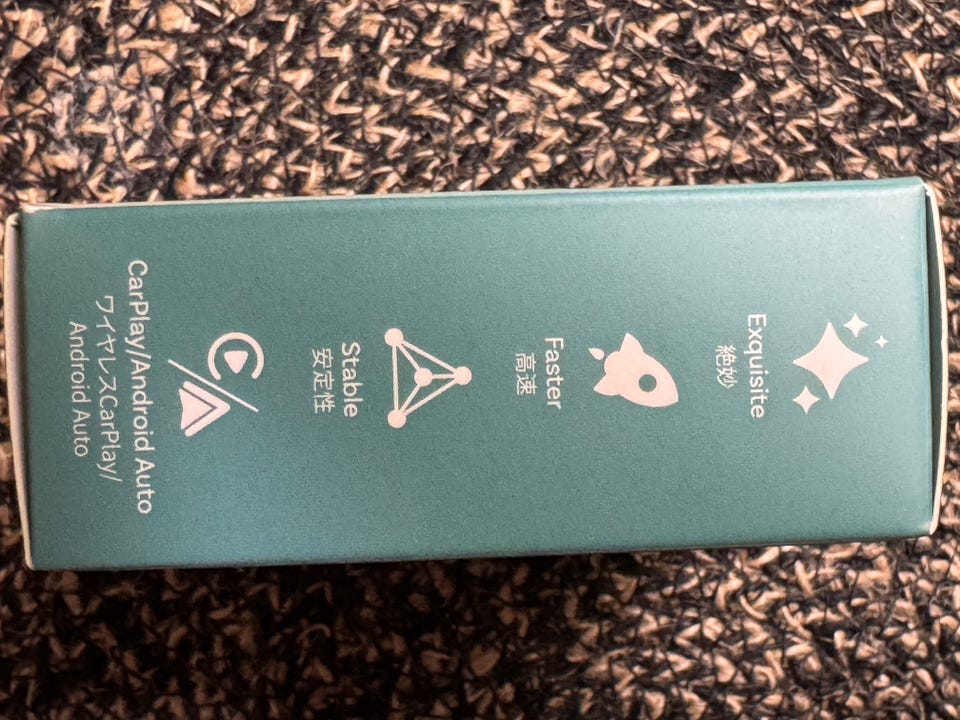 Exquisite
絶妙
Faster
高速
Stable
安定性
CarPlay/Android Auto
ワイヤレスCarPlay/
Android Auto